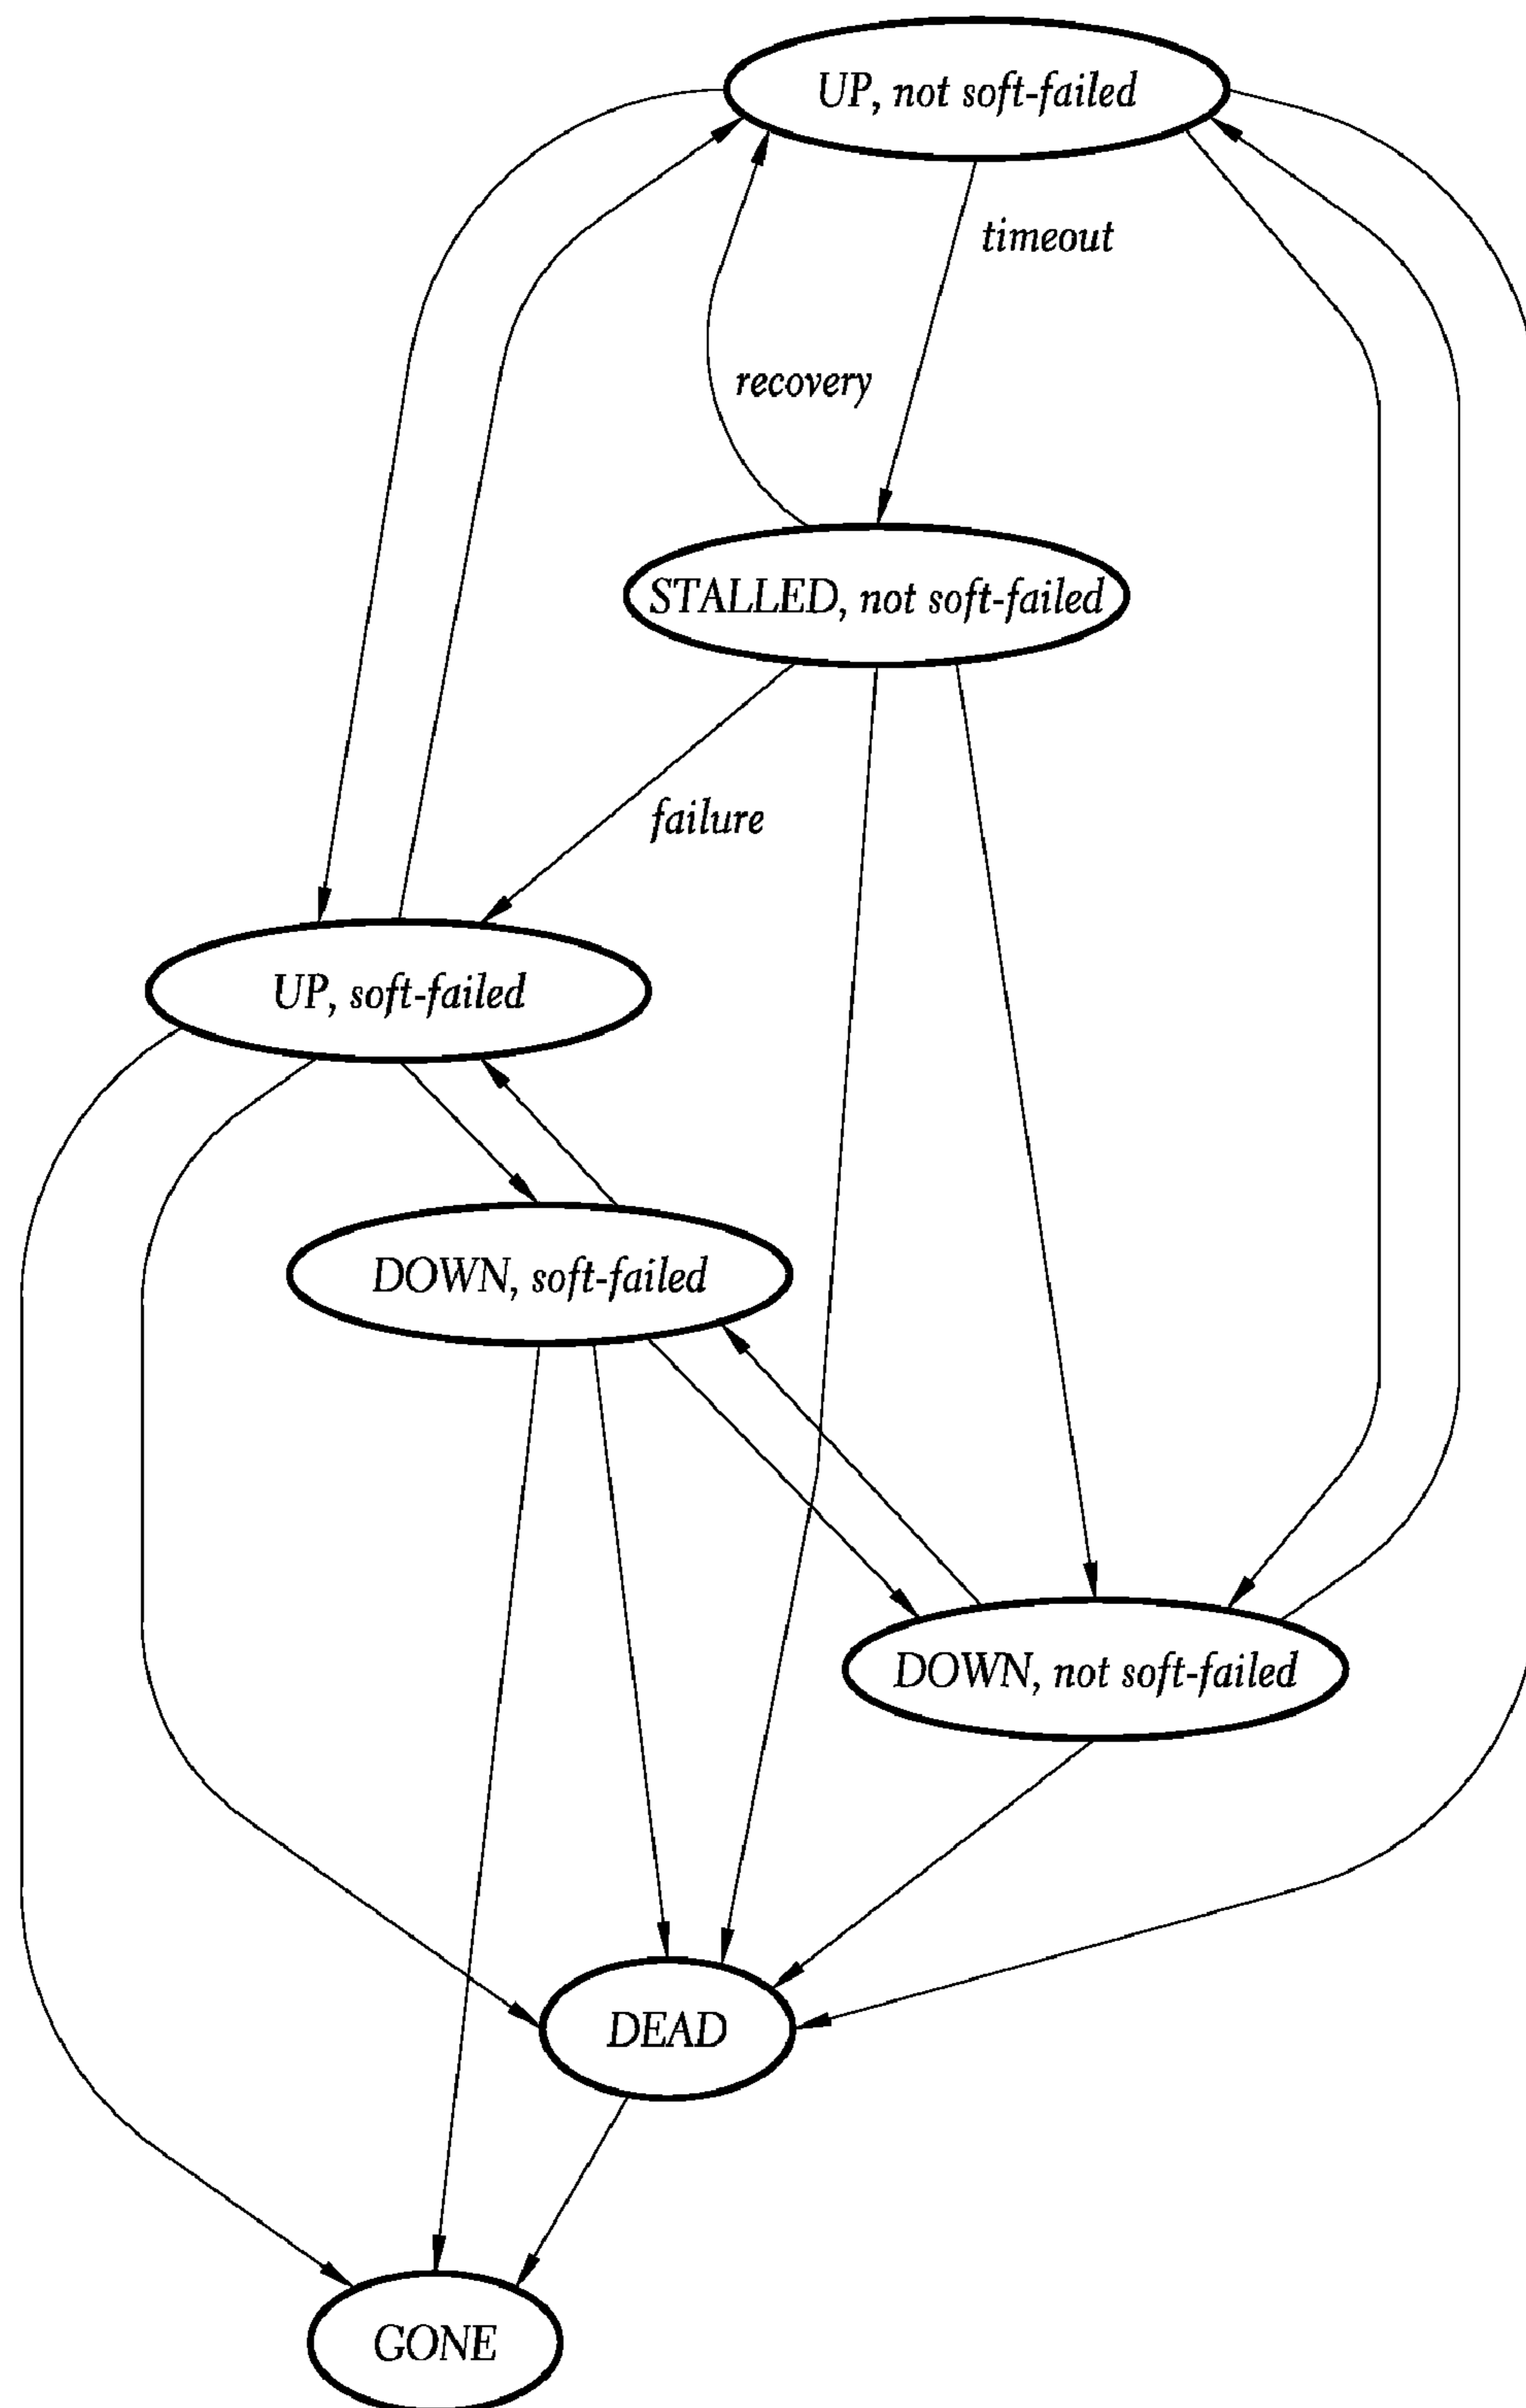 UP, not soft-failed
timeout
recovery
STALLED, not soft-failed
failure
UP, soft-failed
DOWN, soft-failed
DOWN, not soft-failed
DEAD
GONE